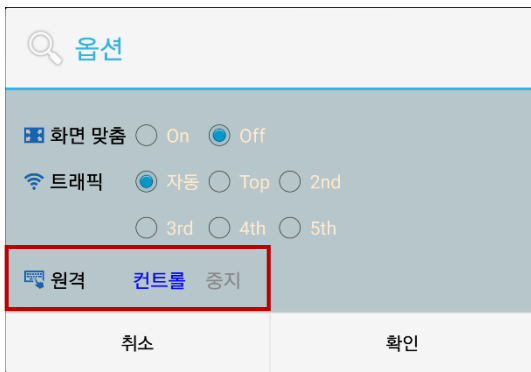 옵션
화면 맞춤 On Off
트래픽 자동 Top 2nd
3rd 4th 5th
원격 컨트롤 중지
취소 확인